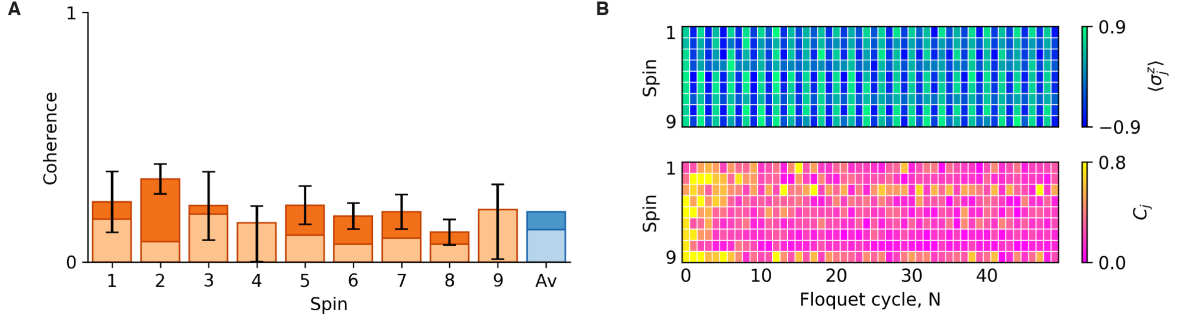 A
1
0
Coherence
1 2 3 4 5 6 7 8 9 Av
Spin
B
1
9
Spin
0.9
−0.9
⟨σ_j^z⟩
1
9
Spin
0.8
0.0
C_j
0 10 20 30 40
Floquet cycle, N